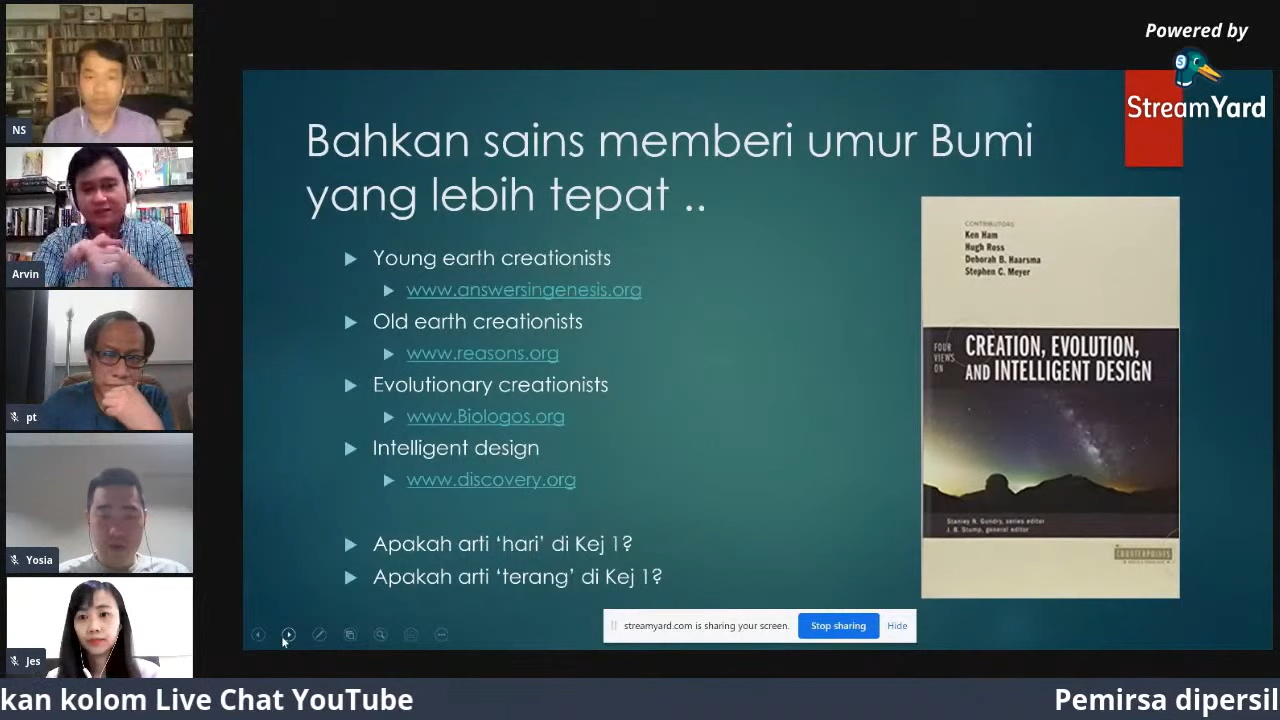 Powered by
StreamYard
NS
Arvin
pt
Yosia
Jes
Bahkan sains memberi umur Bumi
yang lebih tepat ..
Young earth creationists
www.answersingenesis.org
Old earth creationists
www.reasons.org
Evolutionary creationists
www.Biologos.org
Intelligent design
www.discovery.org
Apakah arti ‘hari’ di Kej 1?
Apakah arti ‘terang’ di Kej 1?
CONTRIBUTORS
Ken Ham
Hugh Ross
Deborah B. Haarsma
Stephen C. Meyer
FOUR
VIEWS
ON
CREATION, EVOLUTION,
AND INTELLIGENT DESIGN
Stanley N. Gundry, series editor
J. B. Stump, general editor
COUNTERPOINTS
streamyard.com is sharing your screen.
Stop sharing
Hide
kan kolom Live Chat YouTube
Pemirsa dipersil